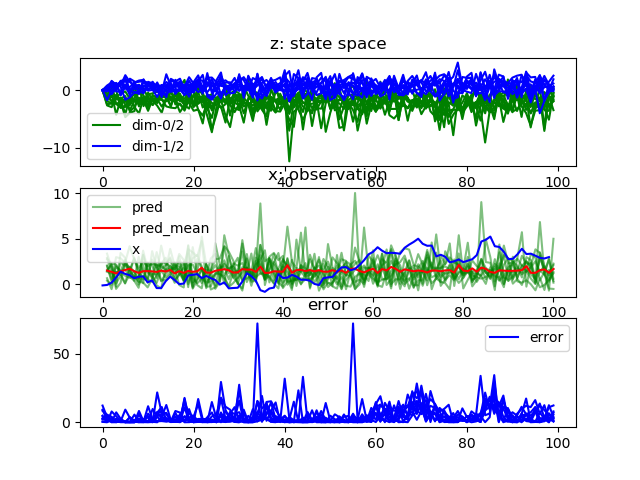 z: state space
0
−10
dim-0/2
dim-1/2
0 20 40 60 80 100
x: observation
10
5
0
pred
pred_mean
x
0 20 40 60 80 100
error
50
0
error
0 20 40 60 80 100